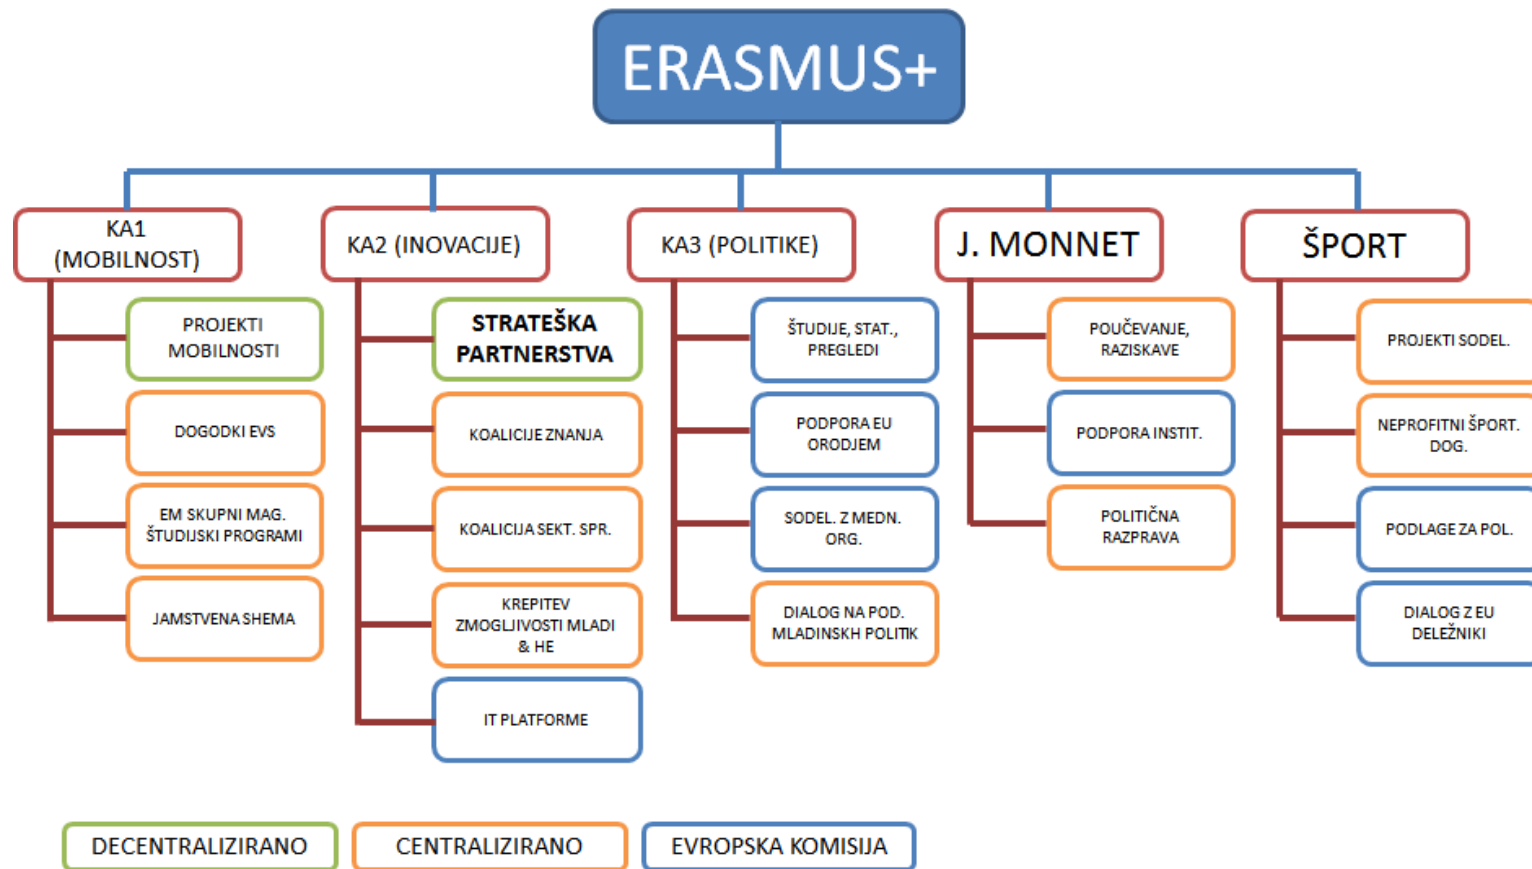 ERASMUS+
KA1
(MOBILNOST)
PROJEKTI
MOBILNOSTI
DOGODKI EVS
EM SKUPNI MAG.
ŠTUDIJSKI PROGRAMI
JAMSTVENA SHEMA
KA2 (INOVACIJE)
STRATEŠKA
PARTNERSTVA
KOALICIJE ZNANJA
KOALICIJA SEKT. SPR.
KREPITEV
ZMOGLJIVOSTI MLADI
& HE
IT PLATFORME
KA3 (POLITIKE)
ŠTUDIJE, STAT.,
PREGLEDI
PODPORA EU
ORODJEM
SODEL. Z MEDN.
ORG.
DIALOG NA POD.
MLADINSKH POLITIK
J. MONNET
POUČEVANJE,
RAZISKAVE
PODPORA INSTIT.
POLITIČNA
RAZPRAVA
ŠPORT
PROJEKTI SODEL.
NEPROFITNI ŠPORT.
DOG.
PODLAGE ZA POL.
DIALOG Z EU
DELEŽNIKI
DECENTRALIZIRANO
CENTRALIZIRANO
EVROPSKA KOMISIJA